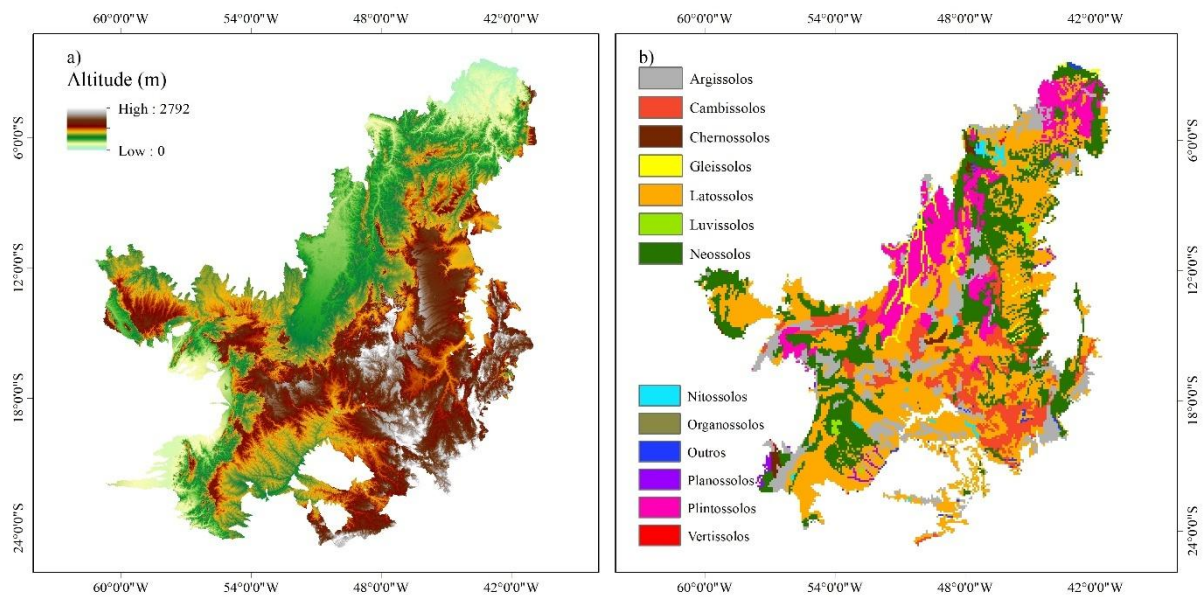 60°0'0"W 54°0'0"W 48°0'0"W 42°0'0"W
a)
Altitude (m)
High : 2792
Low : 0
6°0'0"S
12°0'0"S
18°0'0"S
24°0'0"S
60°0'0"W 54°0'0"W 48°0'0"W 42°0'0"W
60°0'0"W 54°0'0"W 48°0'0"W 42°0'0"W
b)
Argissolos
Cambissolos
Chernossolos
Gleissolos
Latossolos
Luvissolos
Neossolos
Nitossolos
Organossolos
Outros
Planossolos
Plintossolos
Vertissolos
6°0'0"S
12°0'0"S
18°0'0"S
24°0'0"S
60°0'0"W 54°0'0"W 48°0'0"W 42°0'0"W